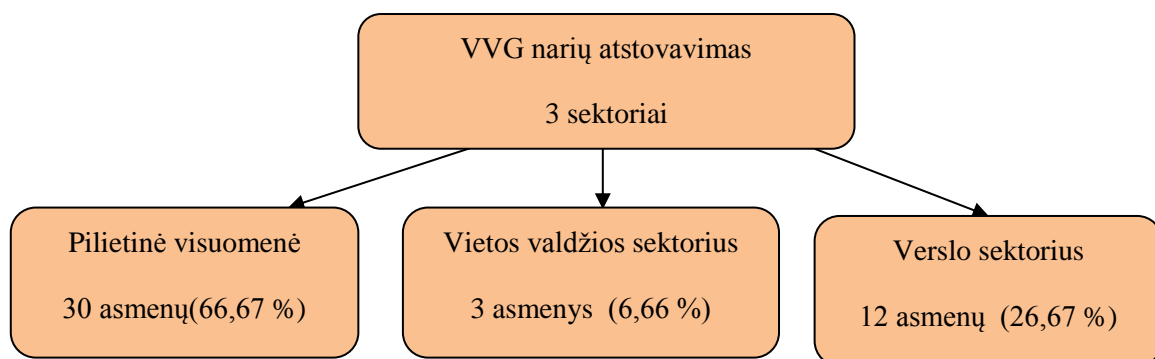 VVG narių atstovavimas
3 sektoriai
Pilietinė visuomenė
30 asmenų(66,67 %)
Vietos valdžios sektorius
3 asmenys (6,66 %)
Verslo sektorius
12 asmenų (26,67 %)